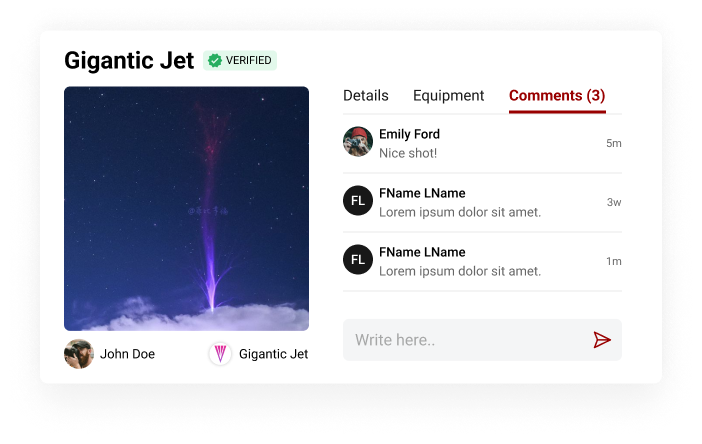 Gigantic Jet
VERIFIED
Details
Equipment
Comments (3)
Emily Ford
Nice shot!
5m
FL
FName LName
Lorem ipsum dolor sit amet.
3w
FL
FName LName
Lorem ipsum dolor sit amet.
1m
Write here..
John Doe
Gigantic Jet